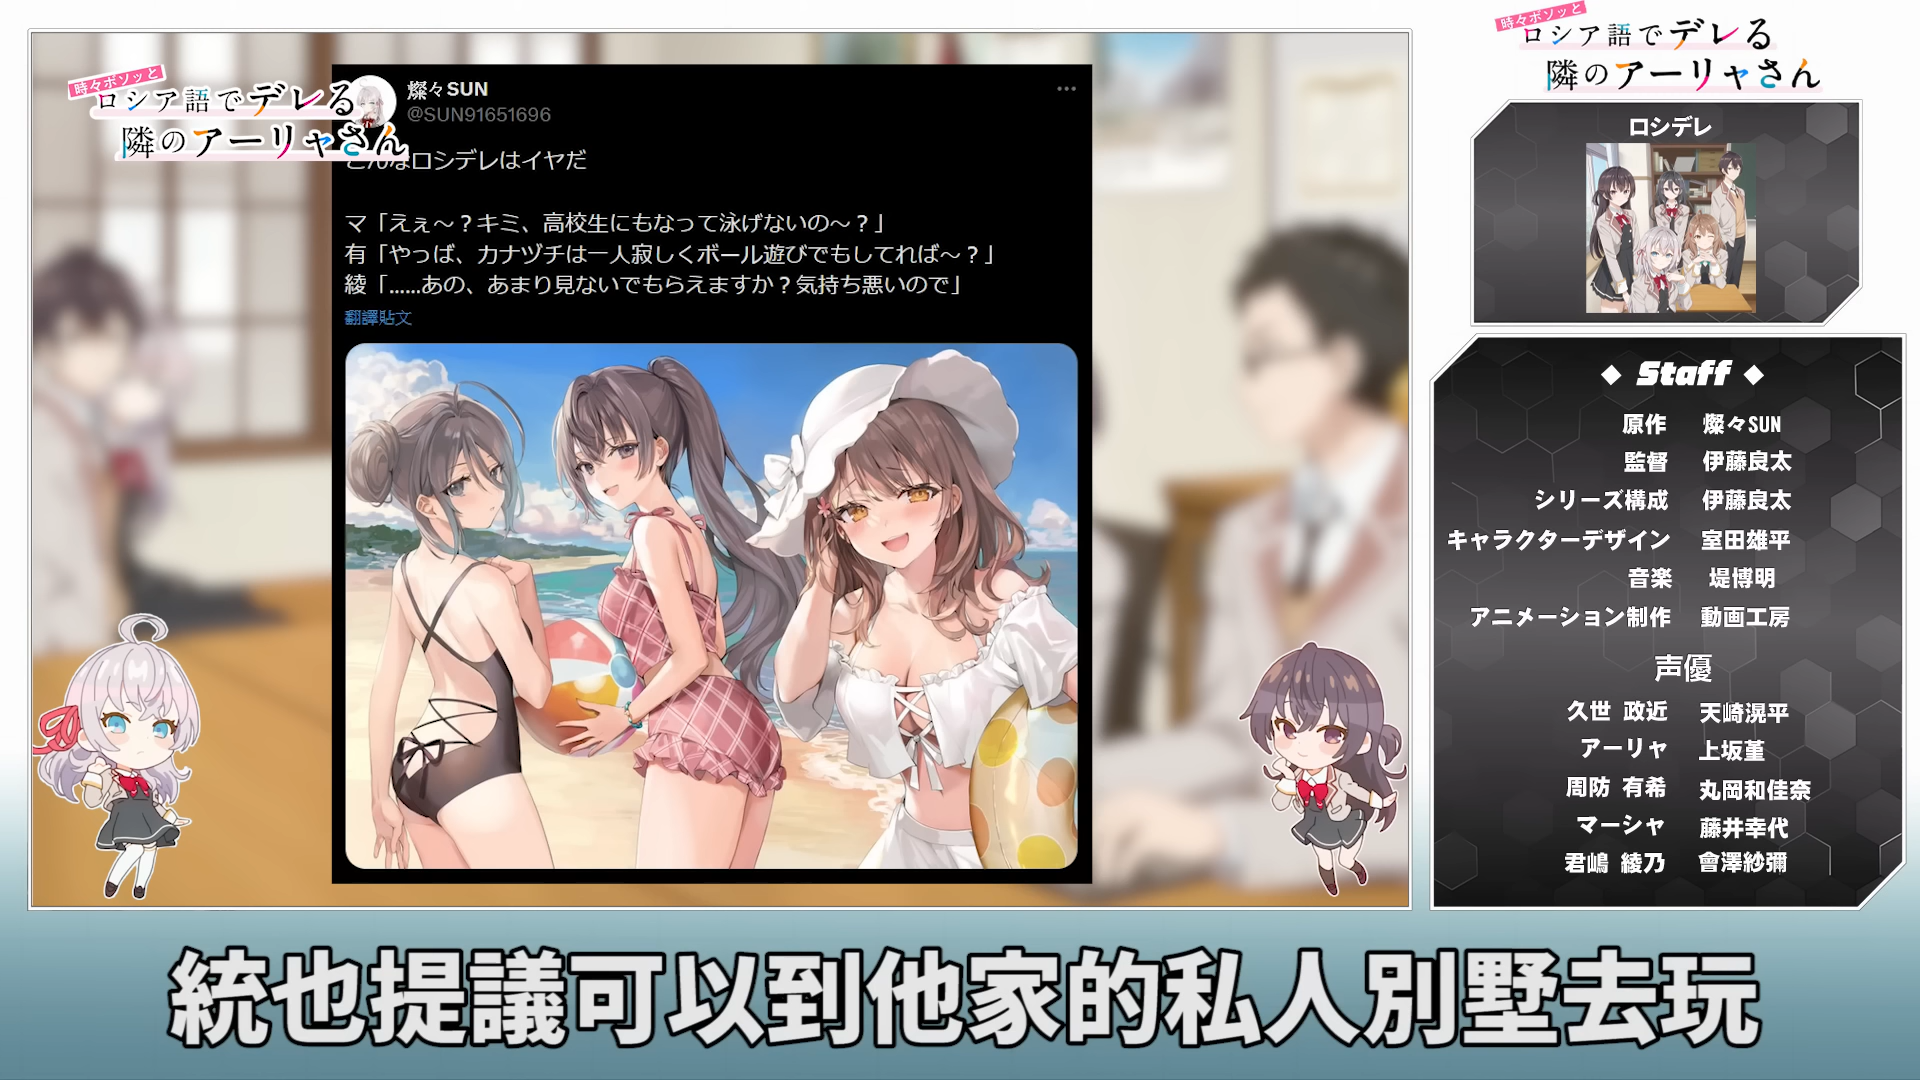 時々ボソッと
ロシア語でデレる
隣のアーリャさん
燦々SUN
@SUN91651696
こんなロシデレはイヤだ
マ「えぇ～？キミ、高校生にもなって泳げないの～？」
有「やっぱ、カナヅチは一人寂しくボール遊びでもしてれば～？」
綾「......あの、あまり見ないでもらえますか？気持ち悪いので」
翻譯貼文
時々ボソッと
ロシア語でデレる
隣のアーリャさん
ロシデレ
◆ Staff ◆
原作 燦々SUN
監督 伊藤良太
シリーズ構成 伊藤良太
キャラクターデザイン 室田雄平
音楽 堤博明
アニメーション制作 動画工房
声優
久世 政近 天崎滉平
アーリャ 上坂菫
周防 有希 丸岡和佳奈
マーシャ 藤井幸代
君嶋 綾乃 會澤紗彌
統也提議可以到他家的私人別墅去玩